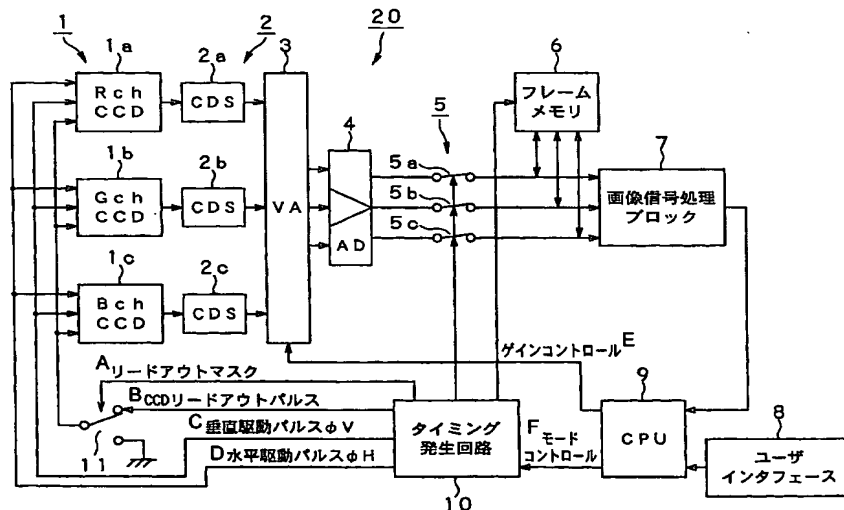 20
1
1a
2a
2
3
6
Rch
CCD
CDS
フレーム
メモリ
4
5
5a
7
1b
2b
5b
Gch
CCD
CDS
VA
画像信号処理
ブロック
5c
AD
1c
2c
Bch
CCD
CDS
ゲインコントロールE
Aリードアウトマスク
9
BCCDリードアウトパルス
8
C垂直駆動パルスφV
タイミング
発生回路
Fモード
コントロール
CPU
11
D水平駆動パルスφH
ユーザ
インタフェース
10